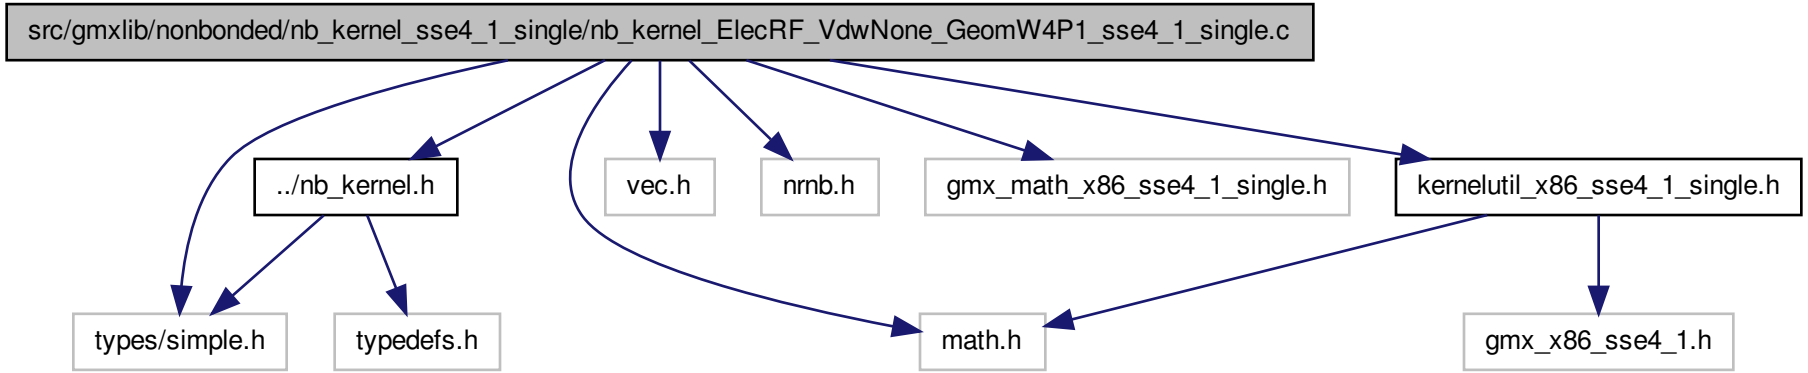 src/gmxlib/nonbonded/nb_kernel_sse4_1_single/nb_kernel_ElecRF_VdwNone_GeomW4P1_sse4_1_single.c
../nb_kernel.h
vec.h
nrnb.h
gmx_math_x86_sse4_1_single.h
kernelutil_x86_sse4_1_single.h
types/simple.h
typedefs.h
math.h
gmx_x86_sse4_1.h